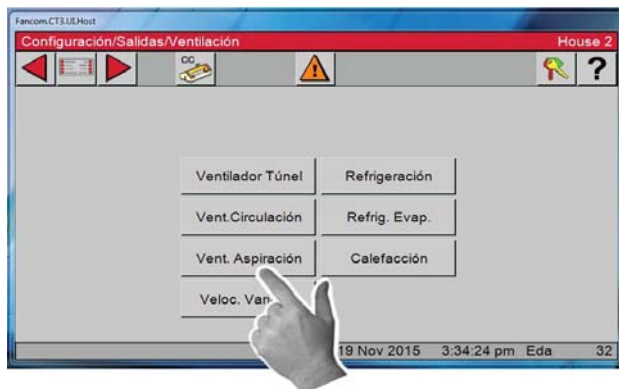 Fancom.CT3.ULHost
Configuración/Salidas/Ventilación House 2
CC
?
Ventilador Túnel Refrigeración
Vent.Circulación Refrig. Evap.
Vent. Aspiración Calefacción
Veloc.
19 Nov 2015 3:34:24 pm Eda 32